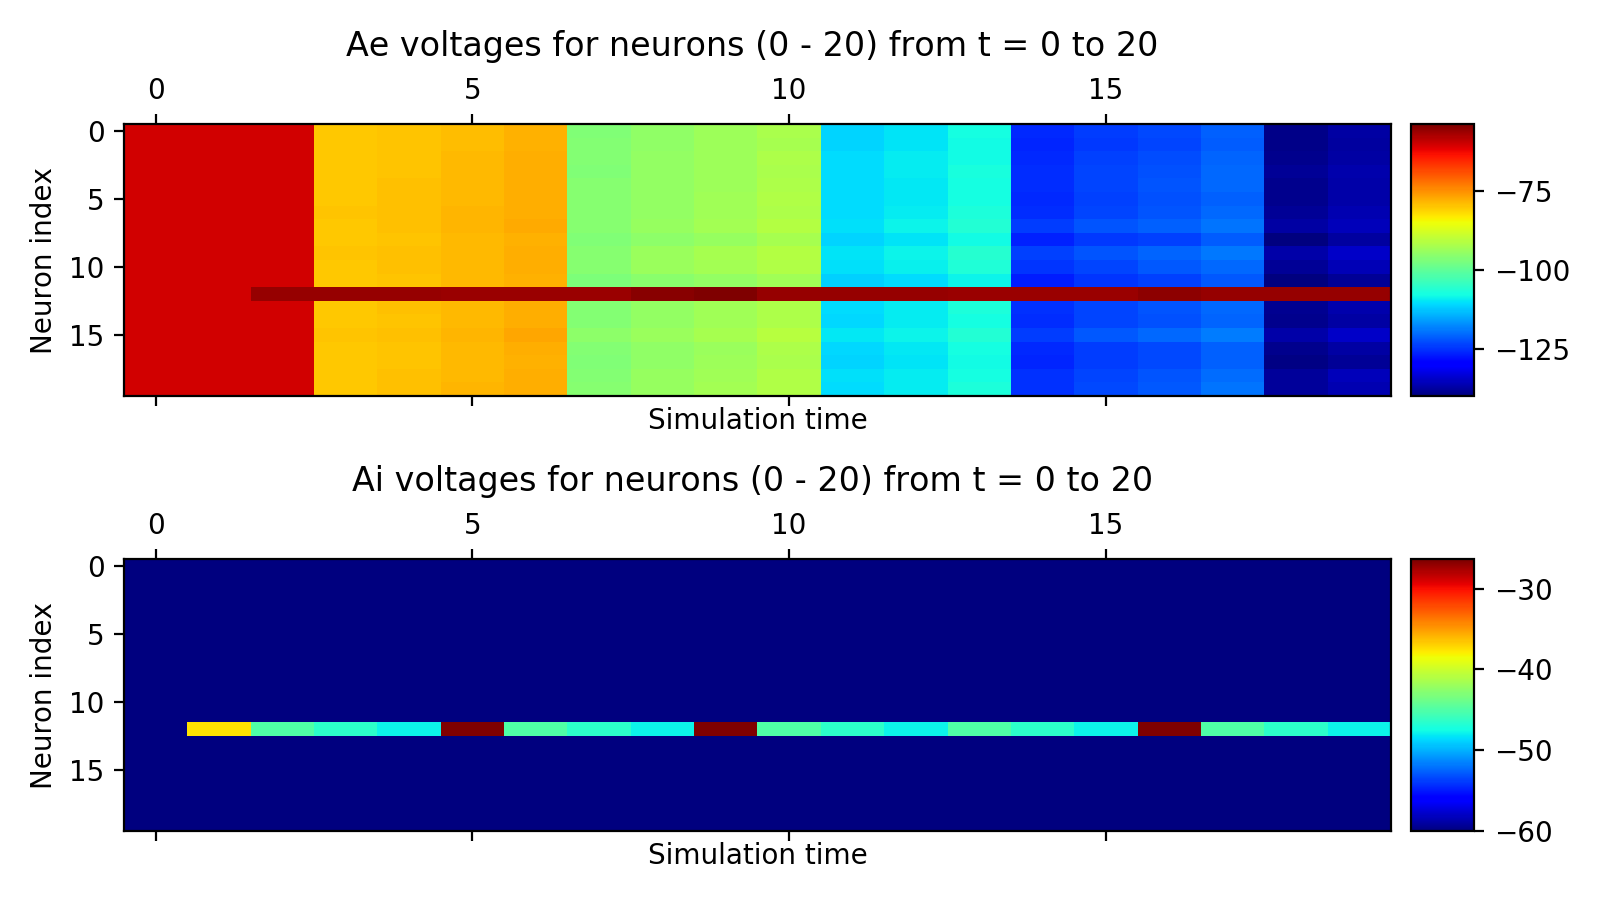 Ae voltages for neurons (0 - 20) from t = 0 to 20
0 5 10 15
Neuron index
0
5
10
15
Simulation time
−75
−100
−125
Ai voltages for neurons (0 - 20) from t = 0 to 20
0 5 10 15
Neuron index
0
5
10
15
Simulation time
−30
−40
−50
−60